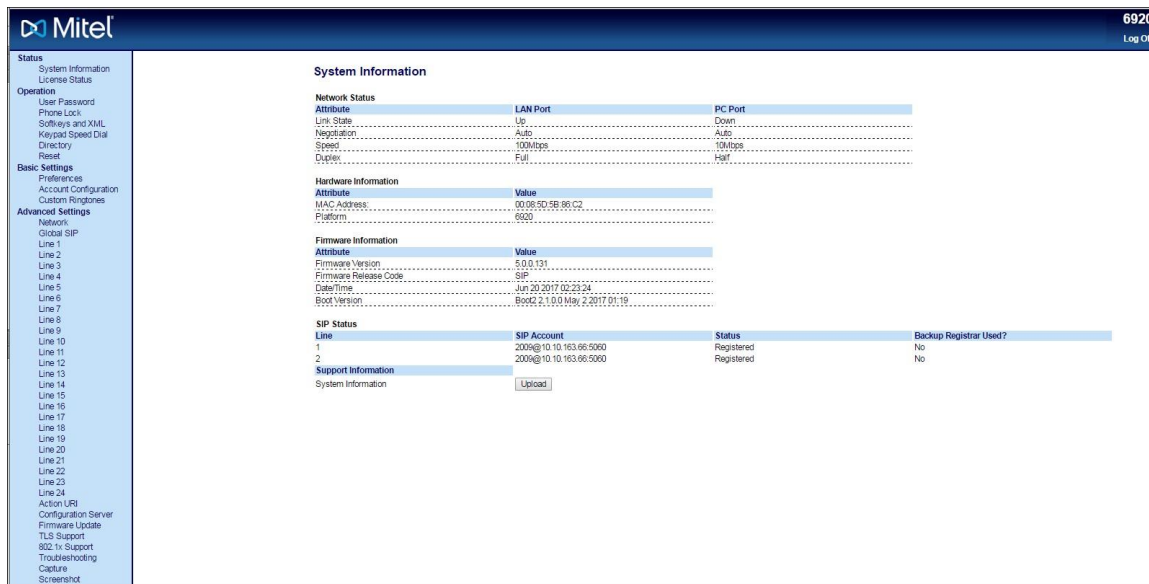 Mitel
6920
Log Of
Status
System Information
License Status
Operation
User Password
Phone Lock
Softkeys and XML
Keypad Speed Dial
Directory
Reset
Basic Settings
Preferences
Account Configuration
Custom Ringtones
Advanced Settings
Network
Global SIP
Line 1
Line 2
Line 3
Line 4
Line 5
Line 6
Line 7
Line 8
Line 9
Line 10
Line 11
Line 12
Line 13
Line 14
Line 15
Line 16
Line 17
Line 18
Line 19
Line 20
Line 21
Line 22
Line 23
Line 24
Action URI
Configuration Server
Firmware Update
TLS Support
802.1x Support
Troubleshooting
Capture
Screenshot
System Information
Network Status
Attribute LAN Port PC Port
Link State Up Down
Negotiation Auto Auto
Speed 100Mbps 10Mbps
Duplex Full Half
Hardware Information
Attribute Value
MAC Address: 00:08:5D:5B:86:C2
Platform 6920
Firmware Information
Attribute Value
Firmware Version 5.0.0.131
Firmware Release Code SIP
Date/Time Jun 20 2017 02:23:24
Boot Version Boot2 2.1.0.0 May 2 2017 01:19
SIP Status
Line SIP Account Status Backup Registrar Used?
1 2009@10.10.163.66:5060 Registered No
2 2009@10.10.163.66:5060 Registered No
Support Information
System Information Upload